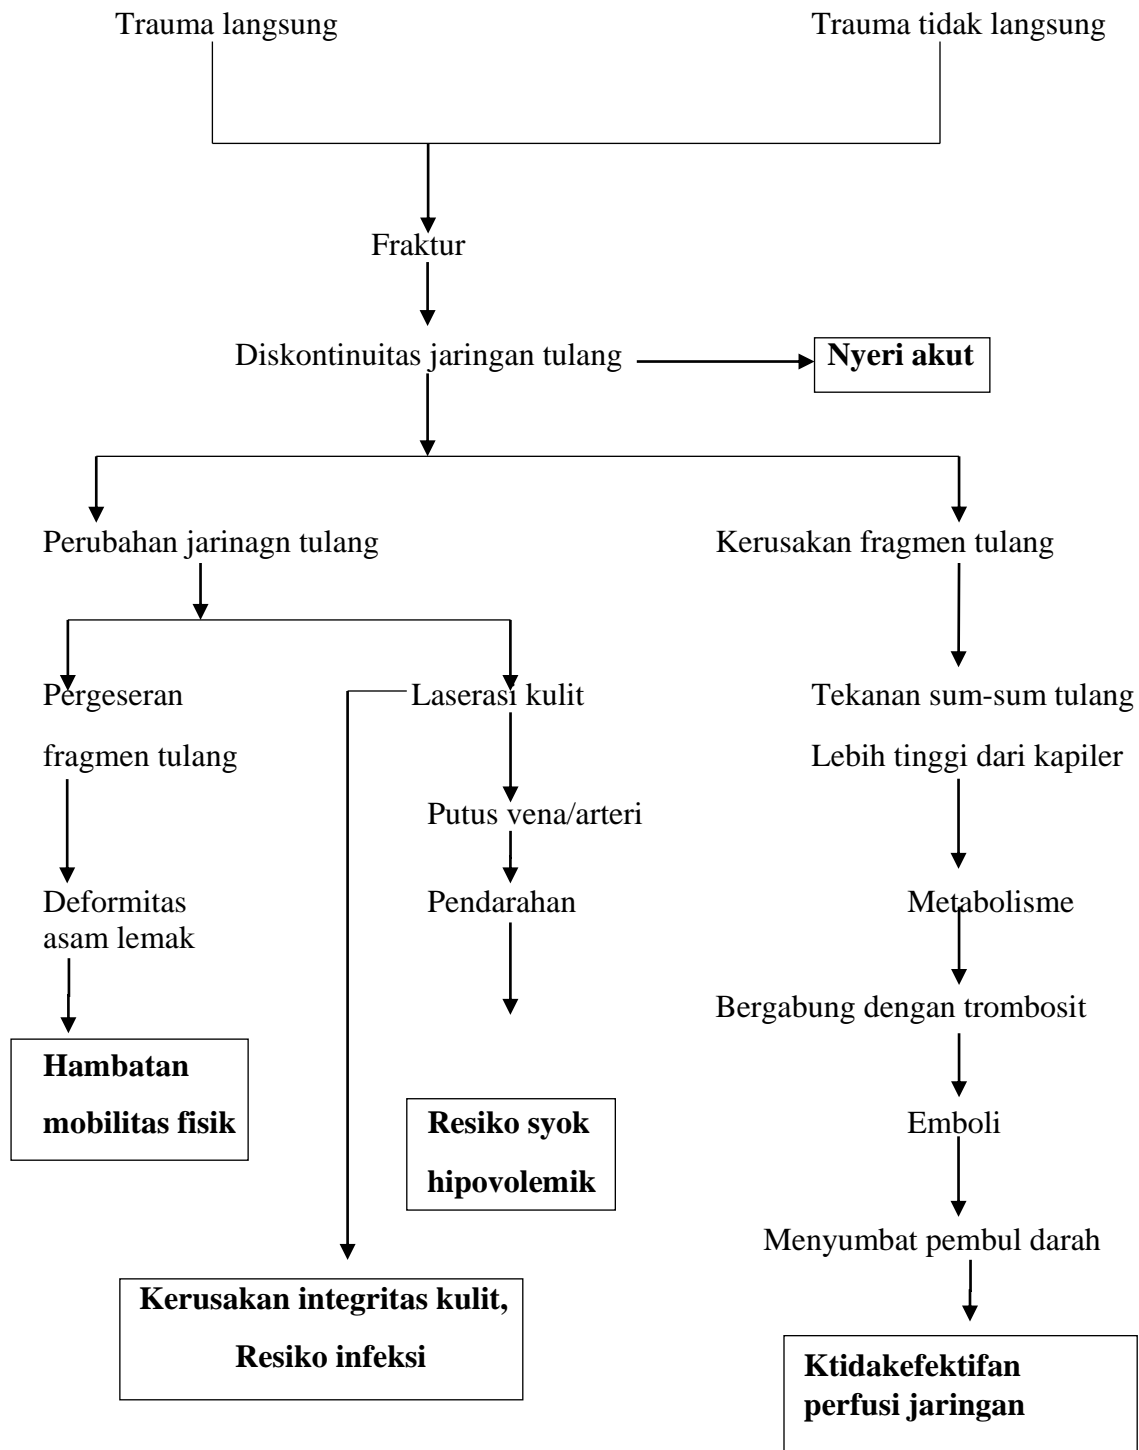 Trauma langsung
Trauma tidak langsung
Fraktur
Diskontinuitas jaringan tulang
Nyeri akut
Perubahan jarinagn tulang
Kerusakan fragmen tulang
Pergeseran
fragmen tulang
Laserasi kulit
Tekanan sum-sum tulang
Lebih tinggi dari kapiler
Putus vena/arteri
Deformitas
asam lemak
Pendarahan
Metabolisme
Bergabung dengan trombosit
Hambatan
mobilitas fisik
Resiko syok
hipovolemik
Emboli
Menyumbat pembul darah
Kerusakan integritas kulit,
Resiko infeksi
Ktidakefektifan
perfusi jaringan